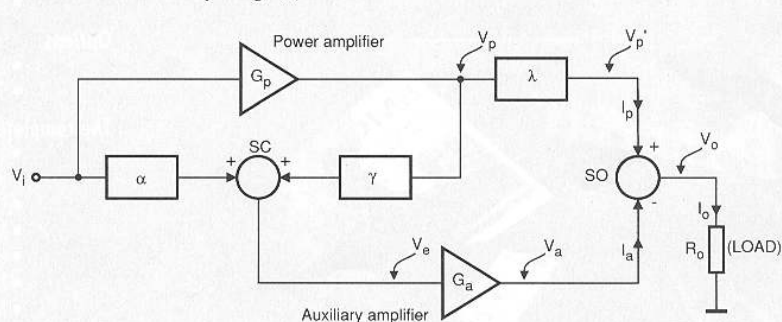 Power amplifier
Vp
Vp'
Gp
λ
Ip
SC
+
+
+
Vo
Vi
α
γ
SO
-
Io
Ve
Va
Ia
Ro
(LOAD)
Ga
Auxiliary amplifier